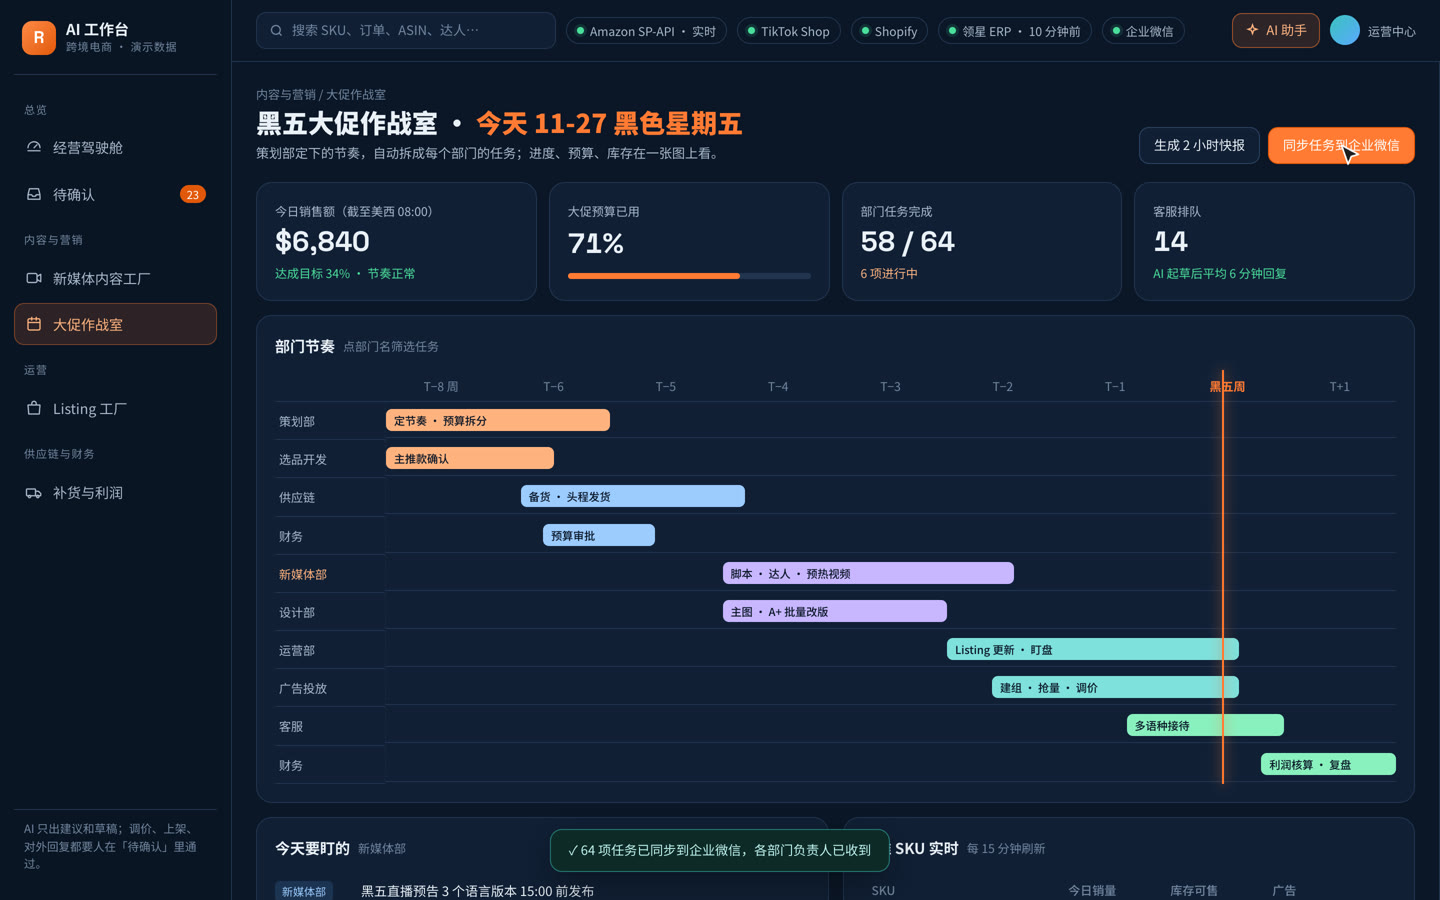 R
AI 工作台
跨境电商 · 演示数据
搜索 SKU、订单、ASIN、达人…
Amazon SP-API · 实时
TikTok Shop
Shopify
领星 ERP · 10 分钟前
企业微信
AI 助手
运营中心
总览
经营驾驶舱
待确认
23
内容与营销
新媒体内容工厂
大促作战室
运营
Listing 工厂
供应链与财务
补货与利润
AI 只出建议和草稿；调价、上架、
对外回复都要人在「待确认」里通
过。
内容与营销 / 大促作战室
黑五大促作战室 · 今天 11-27 黑色星期五
策划部定下的节奏，自动拆成每个部门的任务；进度、预算、库存在一张图上看。
生成 2 小时快报
同步任务到企业微信
今日销售额（截至美西 08:00）
$6,840
达成目标 34% · 节奏正常
大促预算已用
71%
部门任务完成
58 / 64
6 项进行中
客服排队
14
AI 起草后平均 6 分钟回复
部门节奏
点部门名筛选任务
T−8 周
T−6
T−5
T−4
T−3
T−2
T−1
黑五周
T+1
策划部
定节奏 · 预算拆分
选品开发
主推款确认
供应链
备货 · 头程发货
财务
预算审批
新媒体部
脚本 · 达人 · 预热视频
设计部
主图 · A+ 批量改版
运营部
Listing 更新 · 盯盘
广告投放
建组 · 抢量 · 调价
客服
多语种接待
财务
利润核算 · 复盘
今天要盯的
新媒体部
新媒体部
黑五直播预告 3 个语言版本 15:00 前发布
✓ 64 项任务已同步到企业微信，各部门负责人已收到
SKU 实时
每 15 分钟刷新
SKU
今日销量
库存可售
广告